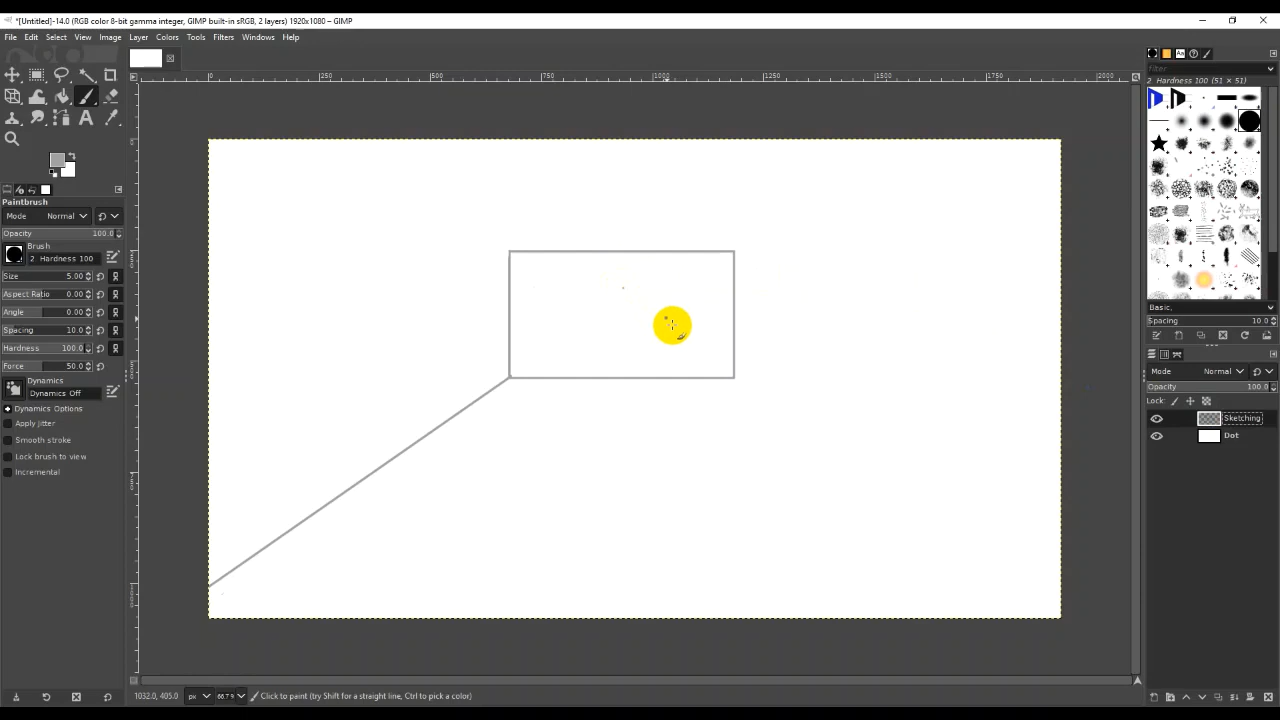 *[Untitled]-14.0 (RGB color 8-bit gamma integer, GIMP built-in sRGB, 2 layers) 1920x1080 – GIMP
File Edit Select View Image Layer Colors Tools Filters Windows Help
0 250 500 750 1000 1250 1500 1750 2000
filter
2. Hardness 100 (51 × 51)
Paintbrush
Mode Normal
Opacity 100.0
Brush
2. Hardness 100
Size 5.00
Aspect Ratio 0.00
Angle 0.00
Spacing 10.0
Hardness 100.0
Force 50.0
Dynamics
Dynamics Off
Dynamics Options
Apply Jitter
Smooth stroke
Lock brush to view
Incremental
Basic,
Spacing 10.0
Mode Normal
Opacity 100.0
Lock:
Sketching
Dot
1032.0, 405.0 px 66.7 % Click to paint (try Shift for a straight line, Ctrl to pick a color)